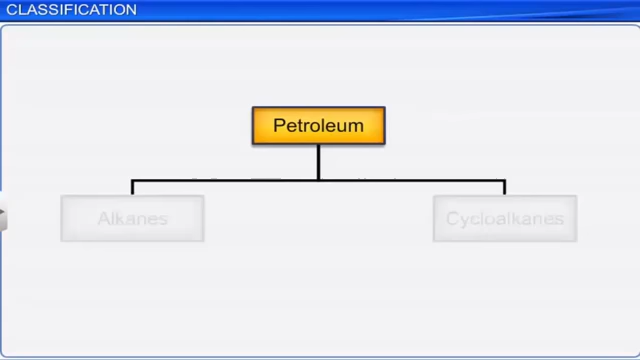 CLASSIFICATION
Petroleum
Alkanes
Cycloalkanes